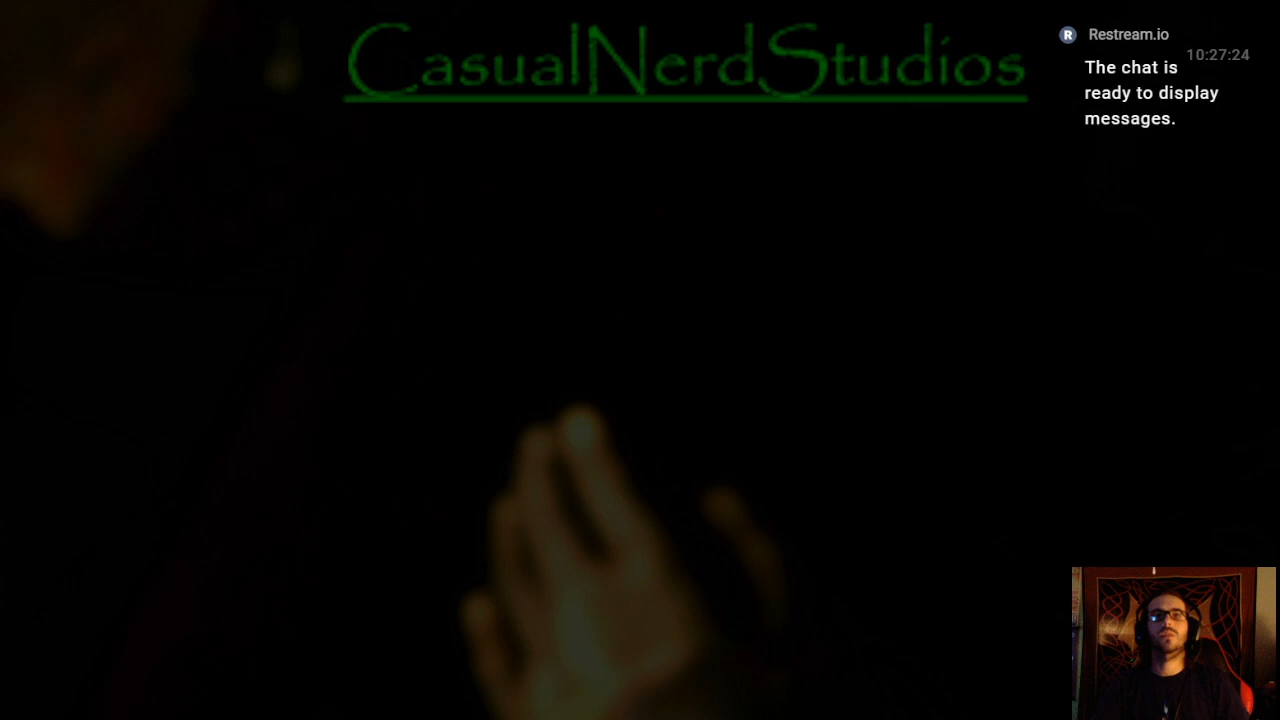 CasualNerdStudios
R Restream.io
10:27:24
The chat is
ready to display
messages.